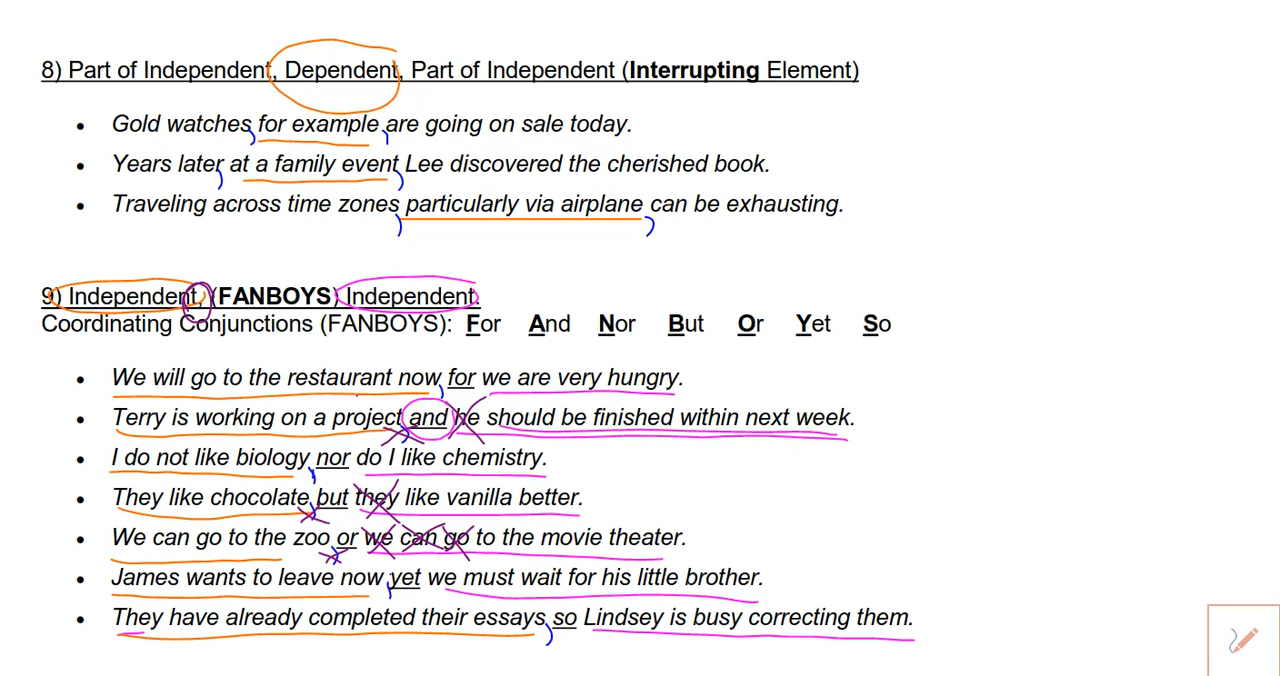 8) Part of Independent, Dependent, Part of Independent (Interrupting Element)
• Gold watches, for example, are going on sale today.
• Years later, at a family event, Lee discovered the cherished book.
• Traveling across time zones, particularly via airplane, can be exhausting.
9) Independent, (FANBOYS) Independent.
Coordinating Conjunctions (FANBOYS): For And Nor But Or Yet So
• We will go to the restaurant now, for we are very hungry.
• Terry is working on a project, and he should be finished within next week.
• I do not like biology, nor do I like chemistry.
• They like chocolate, but they like vanilla better.
• We can go to the zoo, or we can go to the movie theater.
• James wants to leave now, yet we must wait for his little brother.
• They have already completed their essays, so Lindsey is busy correcting them.